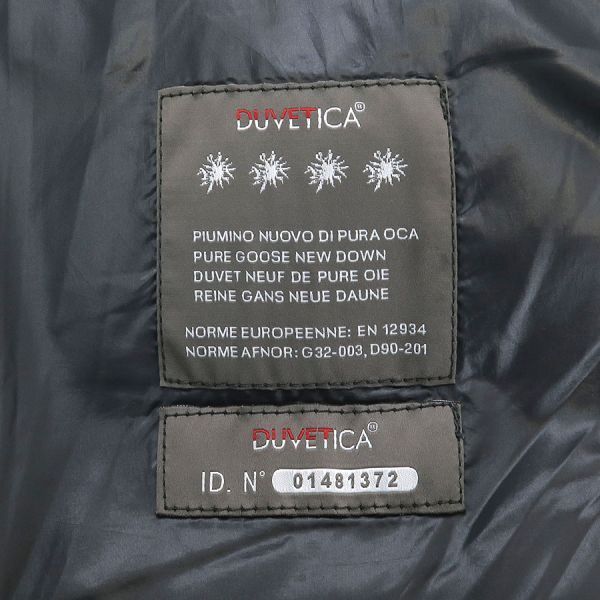 DUVETICA®
PIUMINO NUOVO DI PURA OCA
PURE GOOSE NEW DOWN
DUVET NEUF DE PURE OIE
REINE GANS NEUE DAUNE
NORME EUROPEENNE: EN 12934
NORME AFNOR: G32-003, D90-201
DUVETICA®
ID. N° 01481372